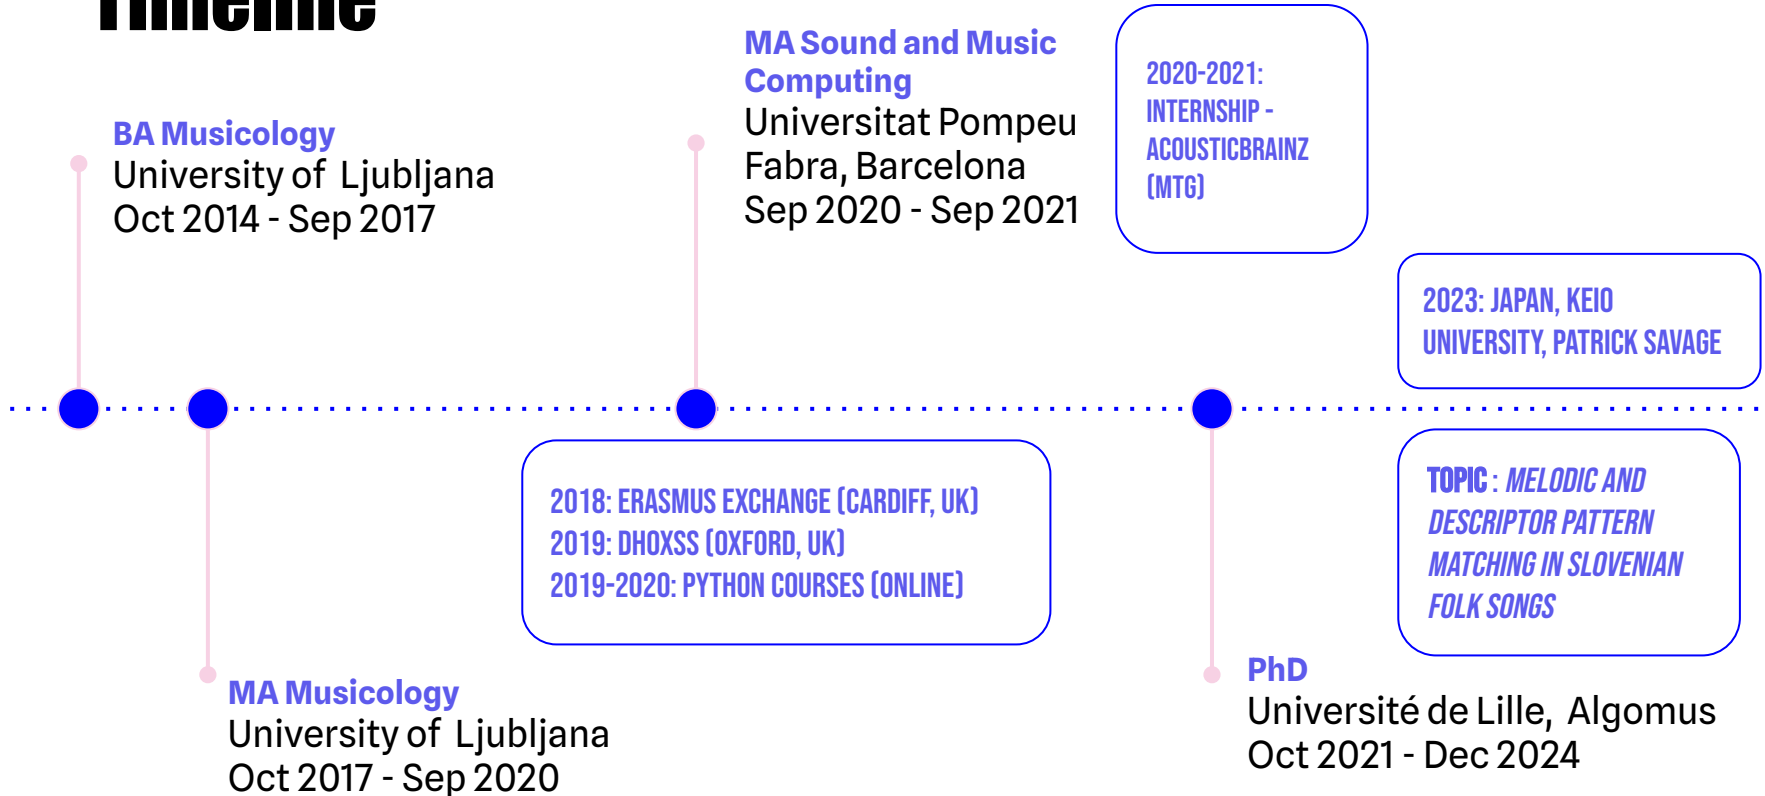 Timeline
BA Musicology
University of Ljubljana
Oct 2014 - Sep 2017
MA Sound and Music
Computing
Universitat Pompeu
Fabra, Barcelona
Sep 2020 - Sep 2021
2020-2021:
INTERNSHIP -
ACOUSTICBRAINZ
(MTG)
2023: JAPAN, KEIO
UNIVERSITY, PATRICK SAVAGE
2018: ERASMUS EXCHANGE (CARDIFF, UK)
2019: DHOXSS (OXFORD, UK)
2019-2020: PYTHON COURSES (ONLINE)
TOPIC : MELODIC AND
DESCRIPTOR PATTERN
MATCHING IN SLOVENIAN
FOLK SONGS
MA Musicology
University of Ljubljana
Oct 2017 - Sep 2020
PhD
Université de Lille, Algomus
Oct 2021 - Dec 2024